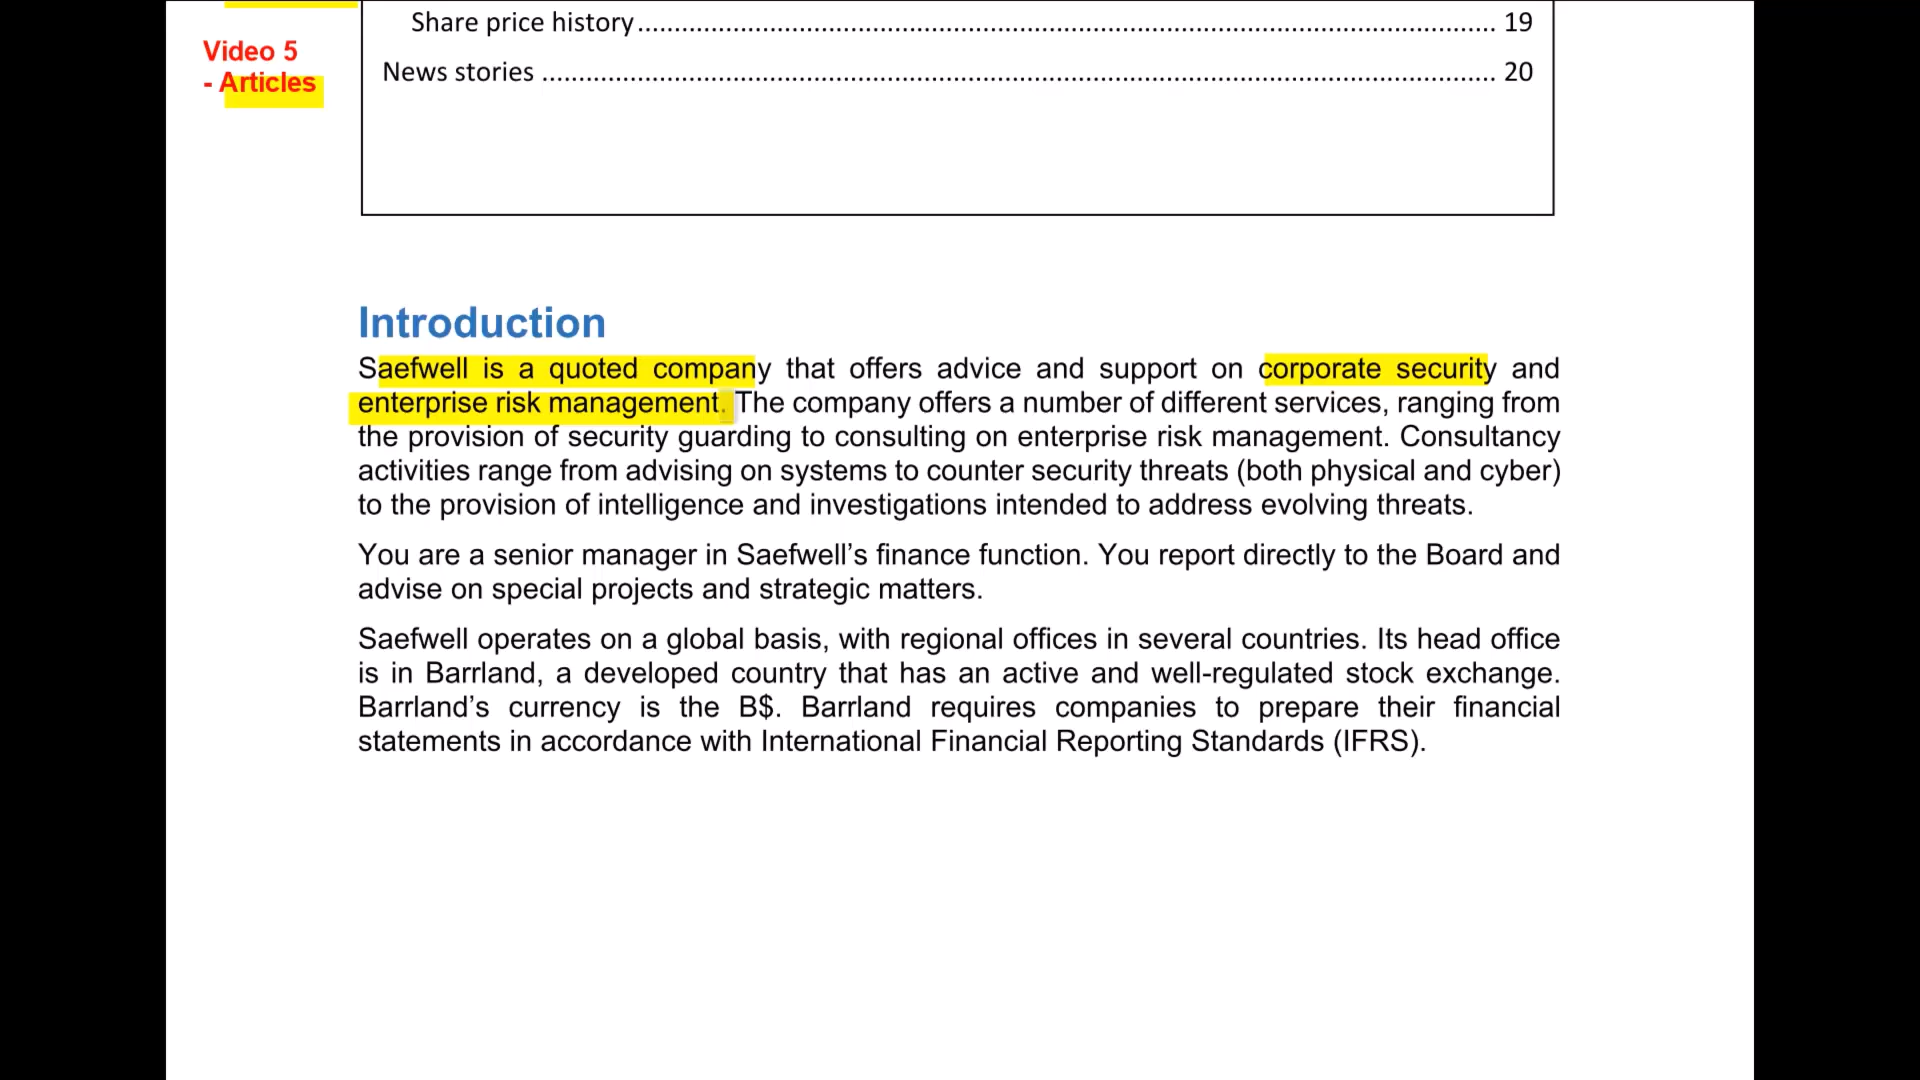 Share price history ........ 19
Video 5
- Articles
News stories ........ 20
Introduction
Saefwell is a quoted company that offers advice and support on corporate security and
enterprise risk management. The company offers a number of different services, ranging from
the provision of security guarding to consulting on enterprise risk management. Consultancy
activities range from advising on systems to counter security threats (both physical and cyber)
to the provision of intelligence and investigations intended to address evolving threats.
You are a senior manager in Saefwell’s finance function. You report directly to the Board and
advise on special projects and strategic matters.
Saefwell operates on a global basis, with regional offices in several countries. Its head office
is in Barrland, a developed country that has an active and well-regulated stock exchange.
Barrland’s currency is the B$. Barrland requires companies to prepare their financial
statements in accordance with International Financial Reporting Standards (IFRS).